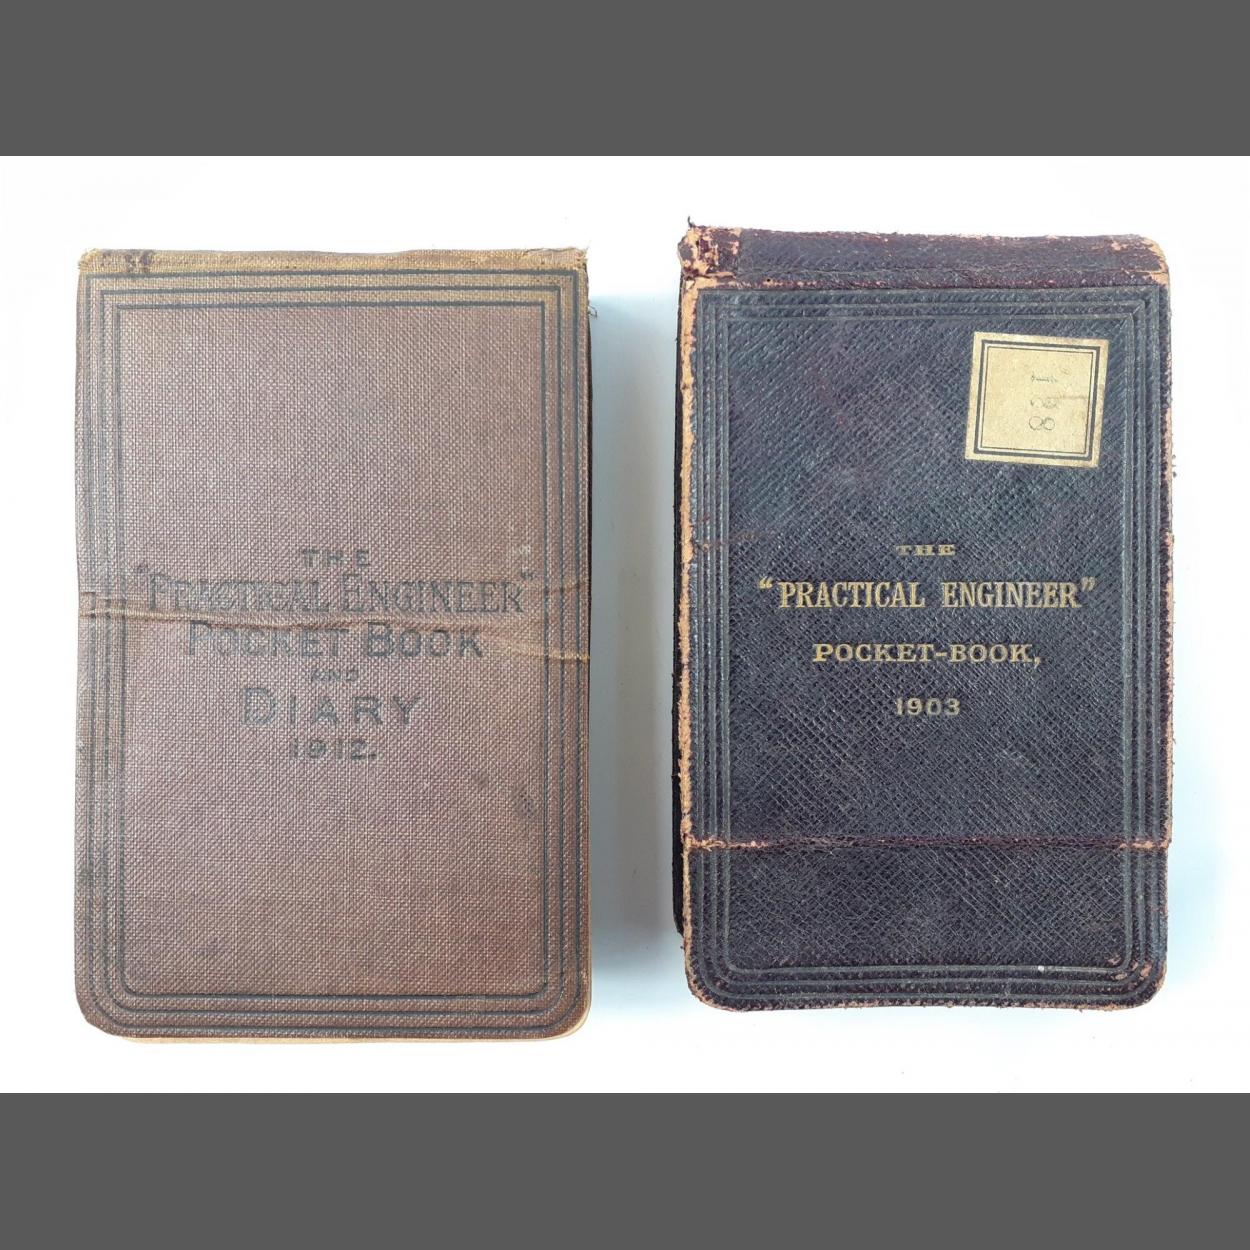 THE
"PRACTICAL ENGINEER"
POCKET BOOK
AND
DIARY
1912.
THE
"PRACTICAL ENGINEER"
POCKET-BOOK,
1903